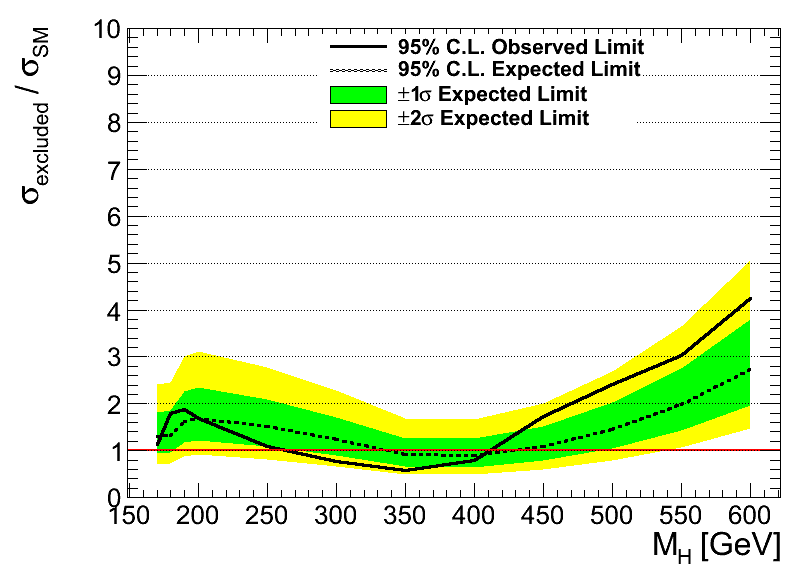 σexcluded / σSM
10
9
8
7
6
5
4
3
2
1
0
95% C.L. Observed Limit
95% C.L. Expected Limit
±1σ Expected Limit
±2σ Expected Limit
150 200 250 300 350 400 450 500 550 600
MH [GeV]